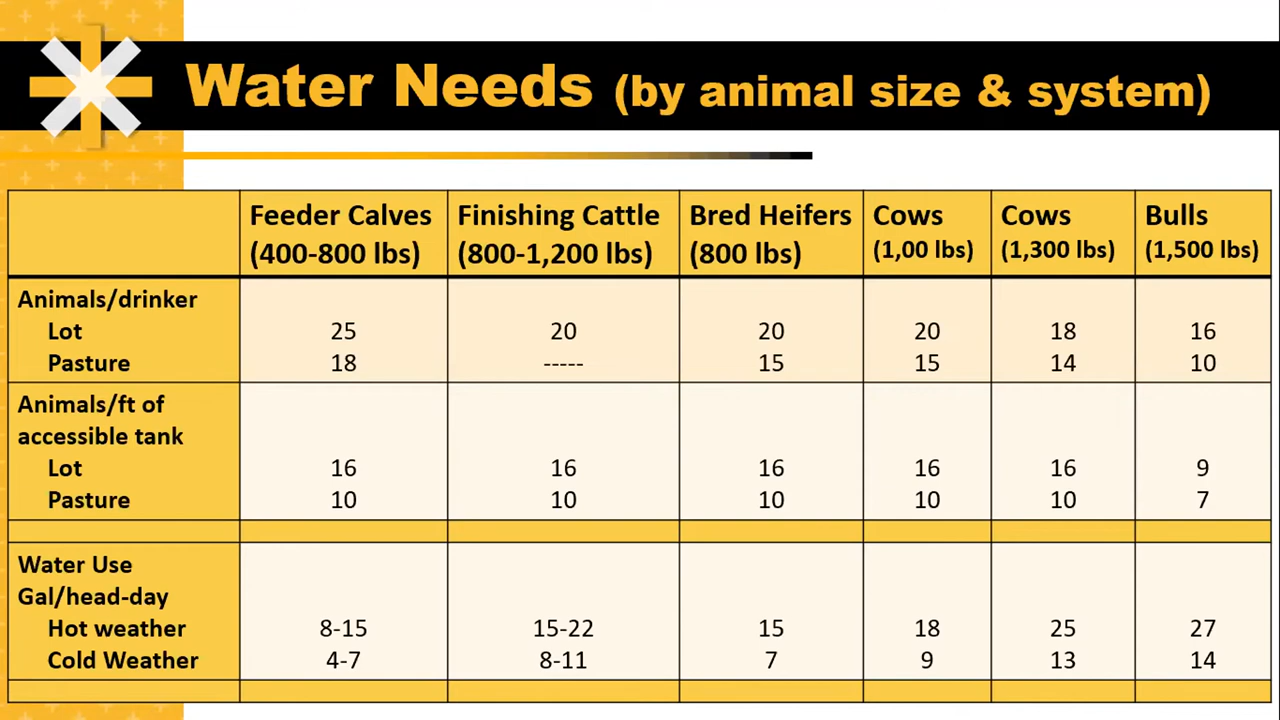 Water Needs (by animal size & system)
Feeder Calves Finishing Cattle Bred Heifers Cows Cows Bulls
(400-800 lbs) (800-1,200 lbs) (800 lbs) (1,00 lbs) (1,300 lbs) (1,500 lbs)
Animals/drinker
Lot 25 20 20 20 18 16
Pasture 18 ----- 15 15 14 10
Animals/ft of
accessible tank
Lot 16 16 16 16 16 9
Pasture 10 10 10 10 10 7
Water Use
Gal/head-day
Hot weather 8-15 15-22 15 18 25 27
Cold Weather 4-7 8-11 7 9 13 14